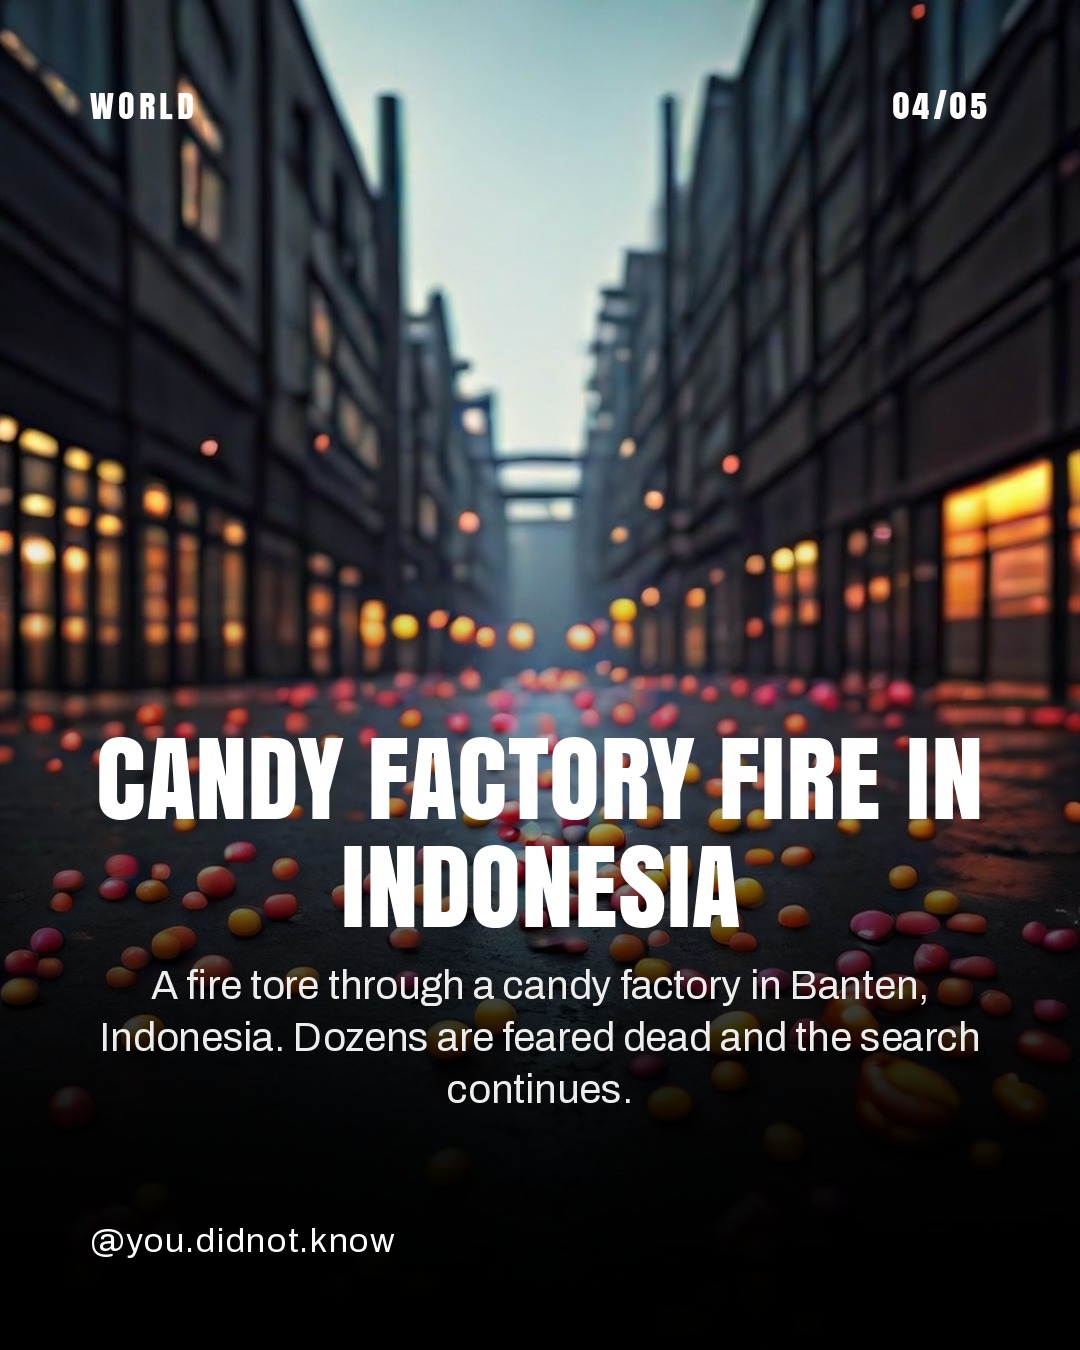 WORLD
04/05
CANDY FACTORY FIRE IN
INDONESIA
A fire tore through a candy factory in Banten,
Indonesia. Dozens are feared dead and the search
continues.
@you.didnot.know